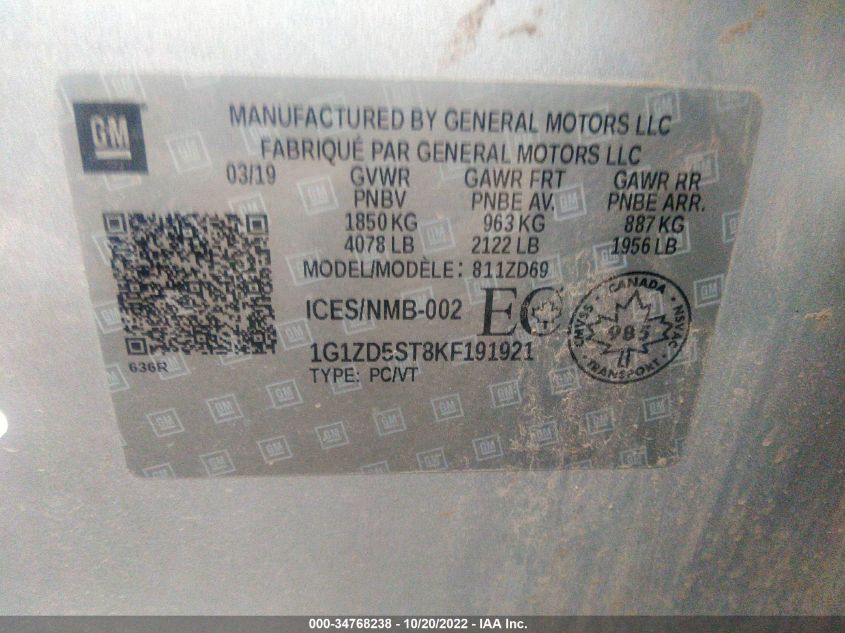 GM
MANUFACTURED BY GENERAL MOTORS LLC
FABRIQUÉ PAR GENERAL MOTORS LLC
03/19 GVWR GAWR FRT GAWR RR
PNBV PNBE AV. PNBE ARR.
1850 KG 963 KG 887 KG
4078 LB 2122 LB 1956 LB
MODEL/MODÈLE: 811ZD69
ICES/NMB-002 EC
1G1ZD5ST8KF191921
TYPE: PC/VT
636R
CANADA
CMVSS NSVAC
985
TRANSPORT
000-34768238 - 10/20/2022 - IAA Inc.